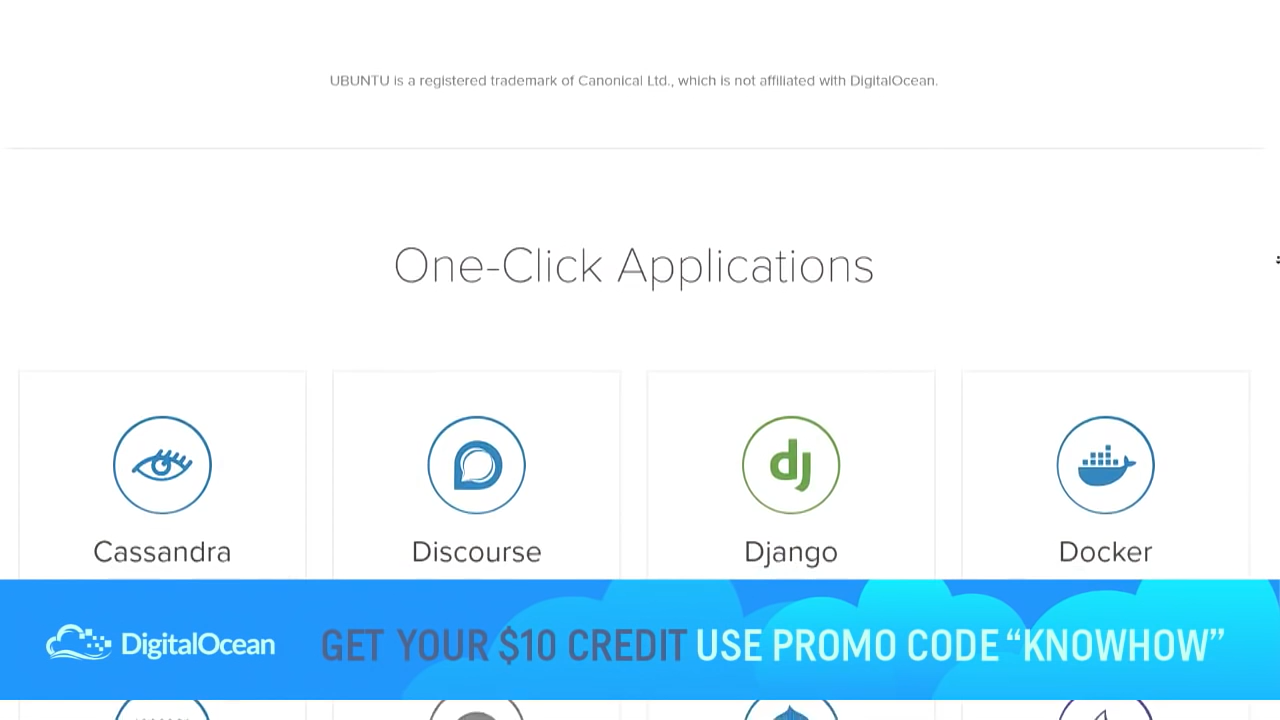 UBUNTU is a registered trademark of Canonical Ltd., which is not affiliated with DigitalOcean.
One-Click Applications
dj
Cassandra
Discourse
Django
Docker
DigitalOcean
GET YOUR $10 CREDIT USE PROMO CODE “KNOWHOW”